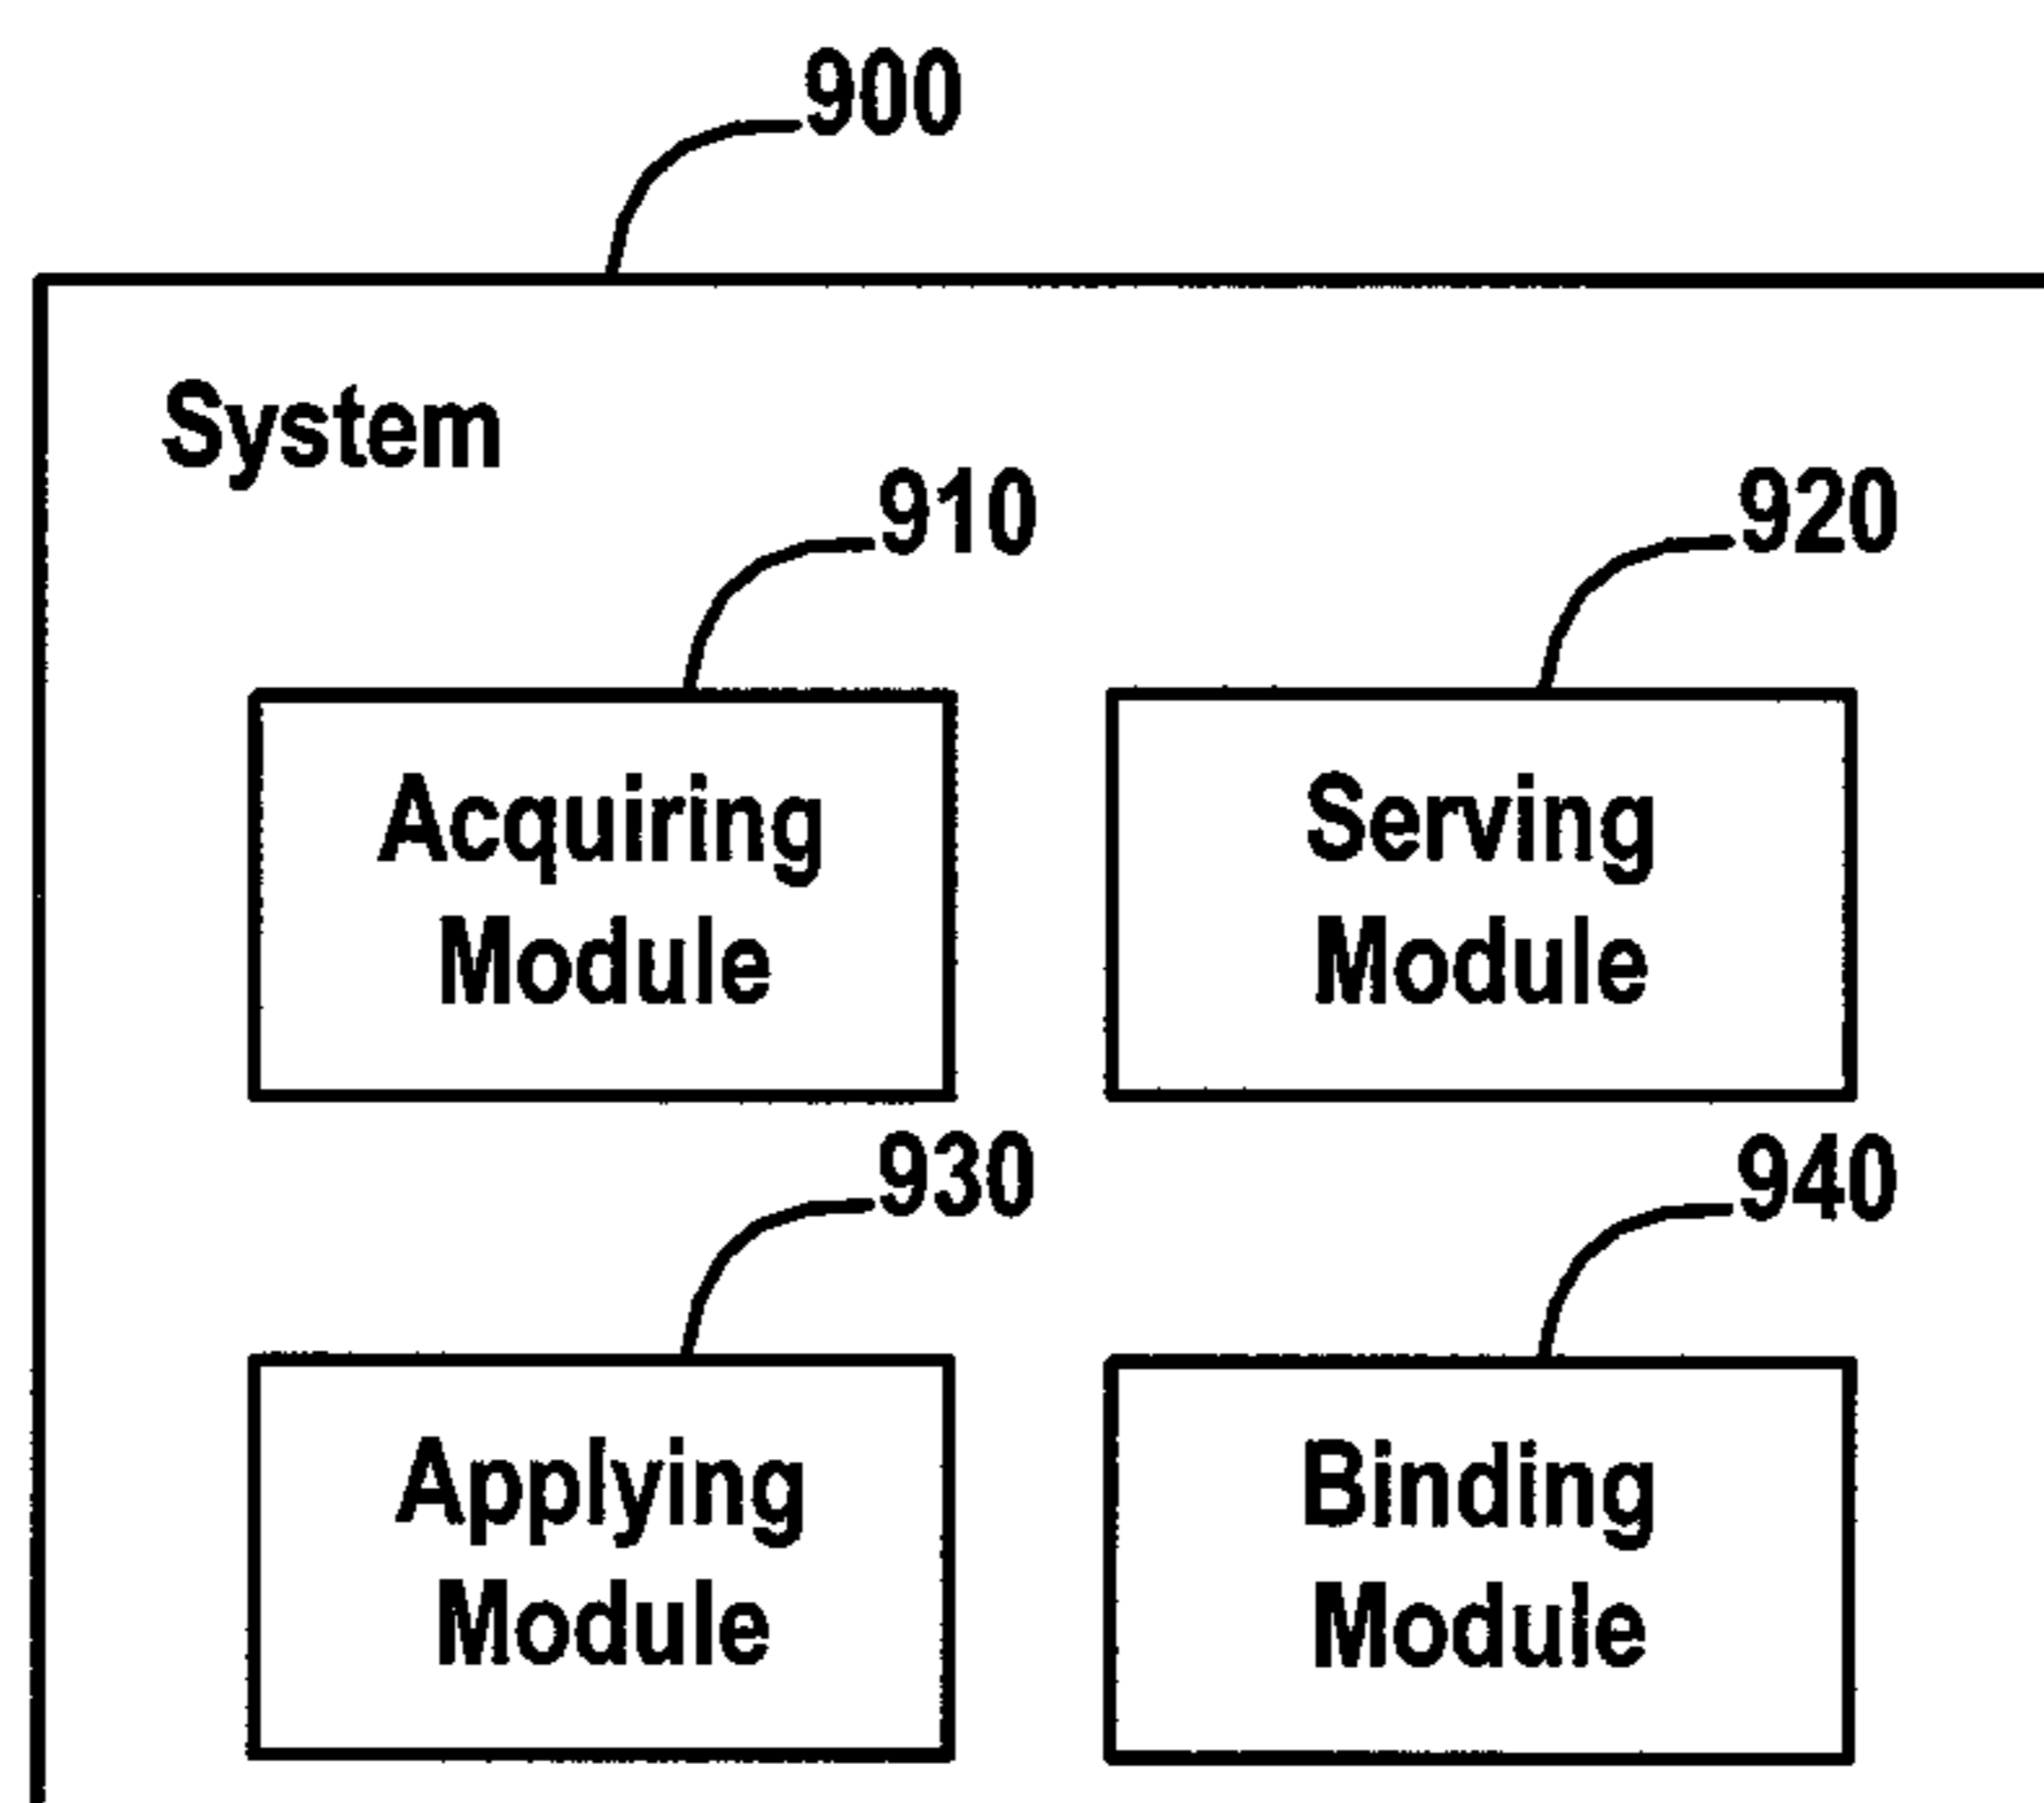 900
System
910
920
Acquiring
Module
Serving
Module
930
940
Applying
Module
Binding
Module